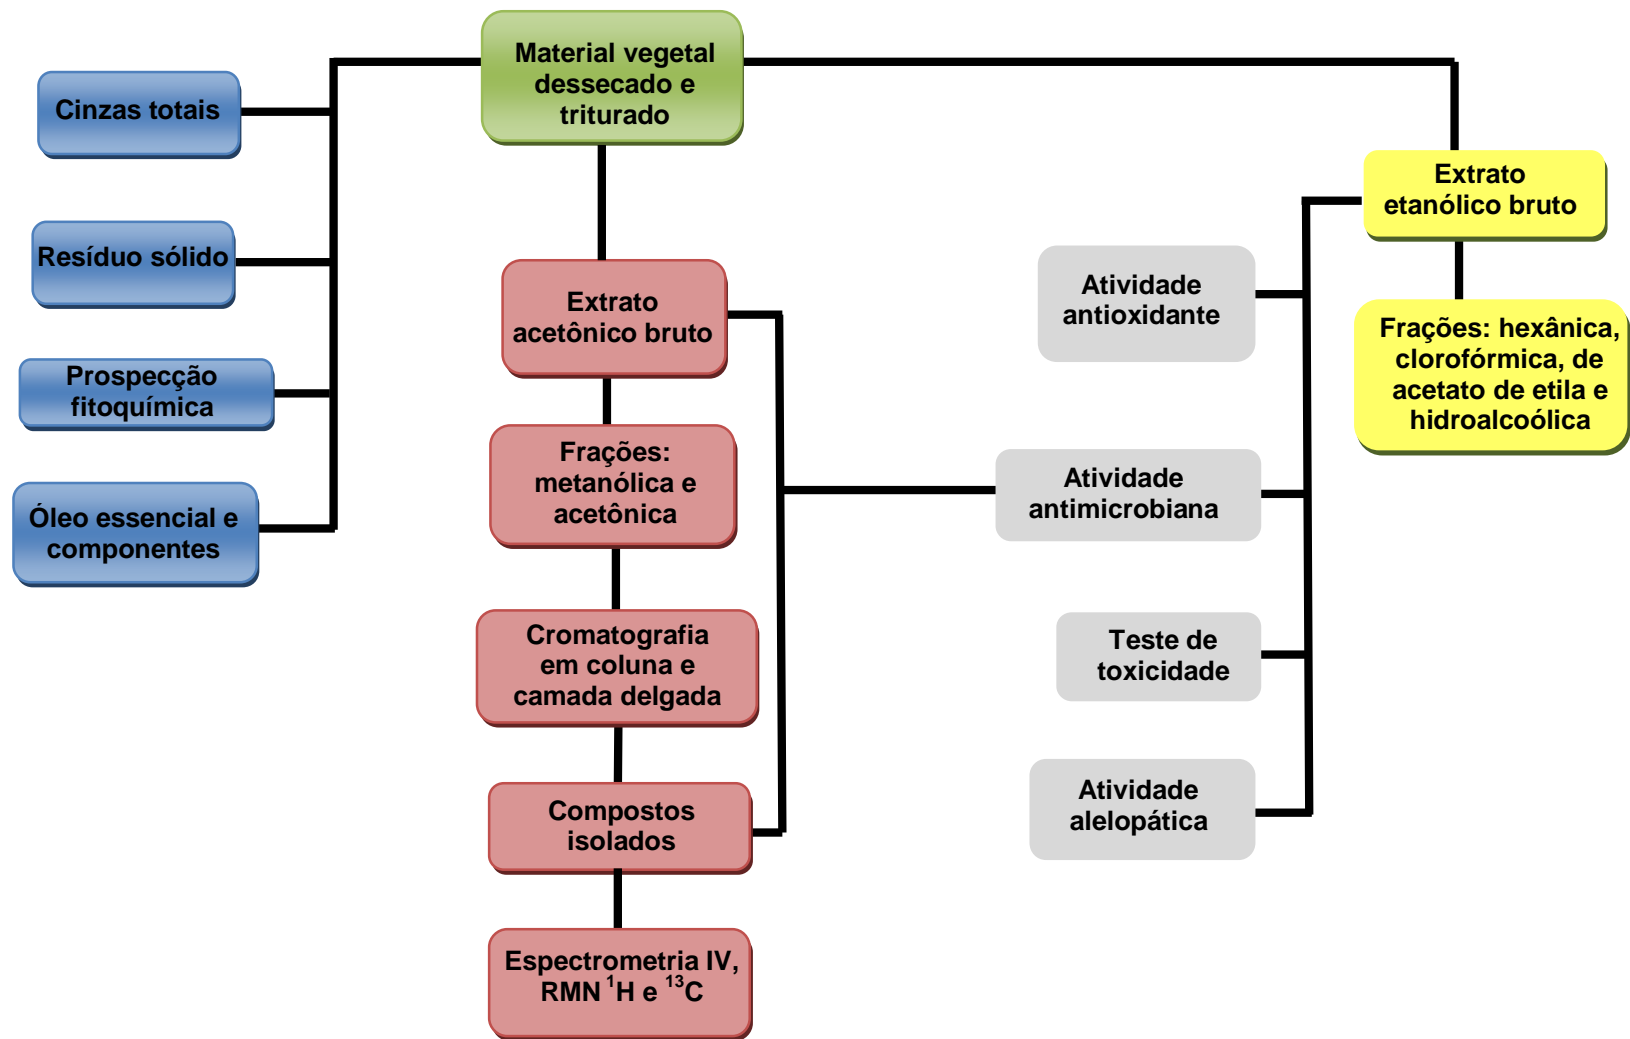 Material vegetal
dessecado e
triturado
Cinzas totais
Resíduo sólido
Prospecção
fitoquímica
Óleo essencial e
componentes
Extrato
acetônico bruto
Frações:
metanólica e
acetônica
Cromatografia
em coluna e
camada delgada
Compostos
isolados
Espectrometria IV,
RMN ¹H e ¹³C
Atividade
antioxidante
Atividade
antimicrobiana
Teste de
toxicidade
Atividade
alelopática
Extrato
etanólico bruto
Frações: hexânica,
clorofórmica, de
acetato de etila e
hidroalcoólica